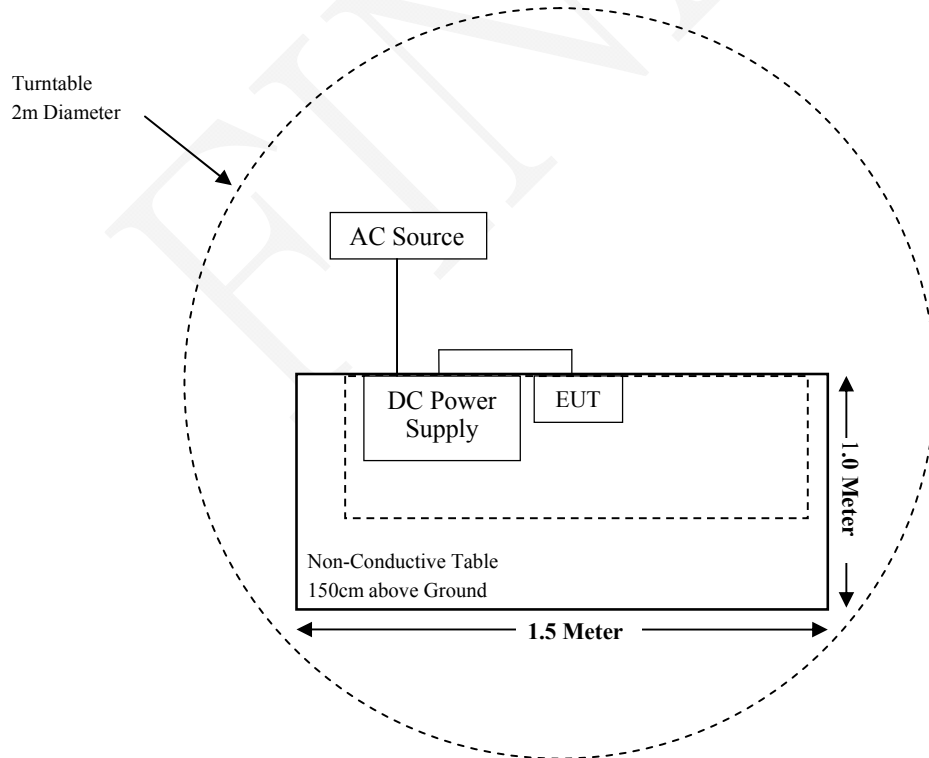 Turntable
2m Diameter
AC Source
DC Power
Supply
EUT
1.0 Meter
Non-Conductive Table
150cm above Ground
1.5 Meter